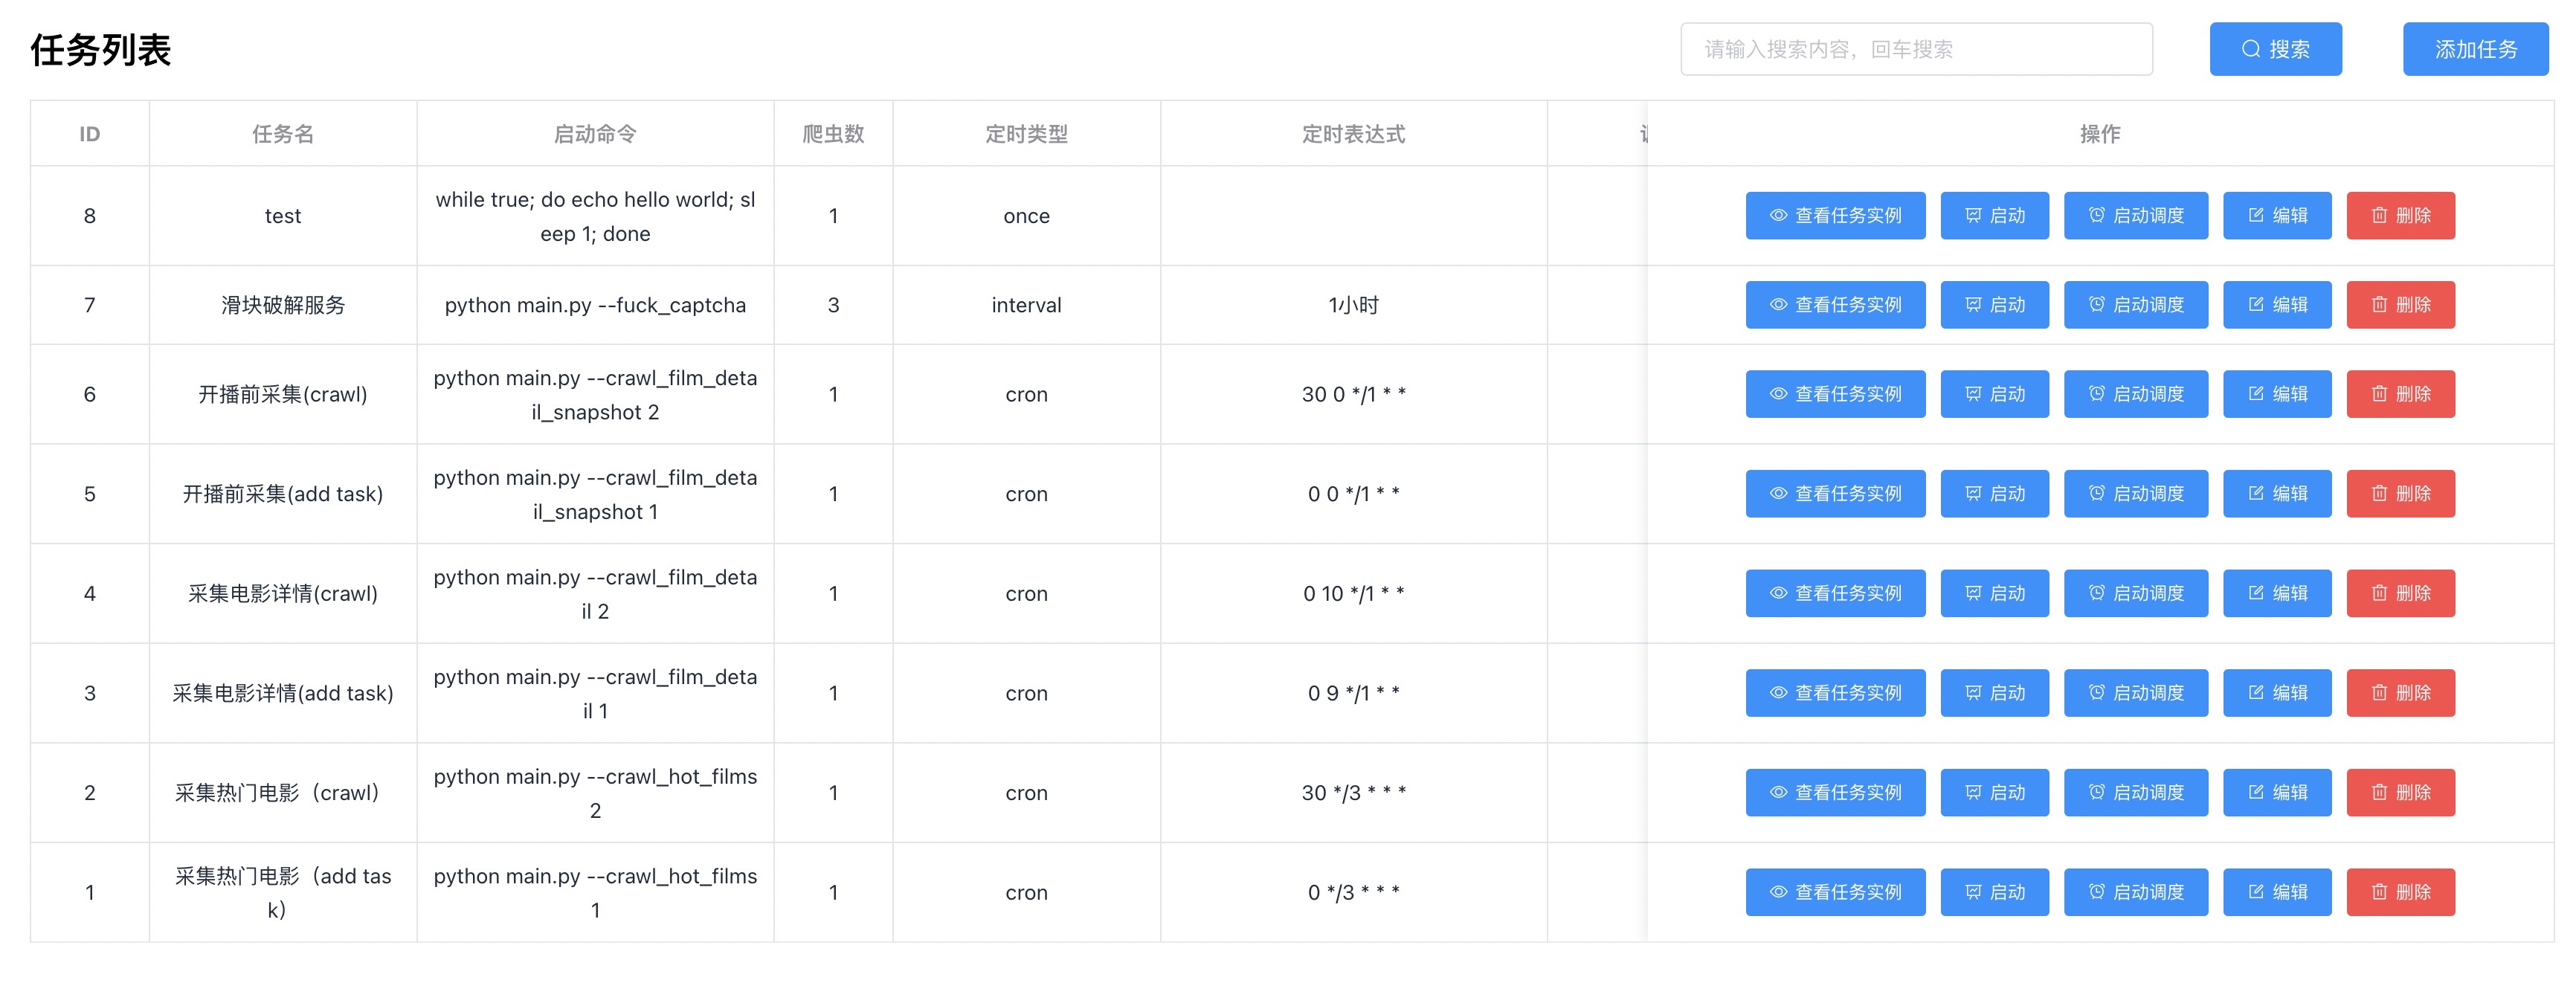 任务列表
请输入搜索内容，回车搜索
搜索
添加任务
ID 任务名 启动命令 爬虫数 定时类型 定时表达式 操作
8 test while true; do echo hello world; sl
eep 1; done 1 once 查看任务实例 启动 启动调度 编辑 删除
7 滑块破解服务 python main.py --fuck_captcha 3 interval 1小时 查看任务实例 启动 启动调度 编辑 删除
6 开播前采集(crawl) python main.py --crawl_film_deta
il_snapshot 2 1 cron 30 0 */1 * * 查看任务实例 启动 启动调度 编辑 删除
5 开播前采集(add task) python main.py --crawl_film_deta
il_snapshot 1 1 cron 0 0 */1 * * 查看任务实例 启动 启动调度 编辑 删除
4 采集电影详情(crawl) python main.py --crawl_film_deta
il 2 1 cron 0 10 */1 * * 查看任务实例 启动 启动调度 编辑 删除
3 采集电影详情(add task) python main.py --crawl_film_deta
il 1 1 cron 0 9 */1 * * 查看任务实例 启动 启动调度 编辑 删除
2 采集热门电影（crawl） python main.py --crawl_hot_films
2 1 cron 30 */3 * * * 查看任务实例 启动 启动调度 编辑 删除
1 采集热门电影（add tas
k） python main.py --crawl_hot_films
1 1 cron 0 */3 * * * 查看任务实例 启动 启动调度 编辑 删除